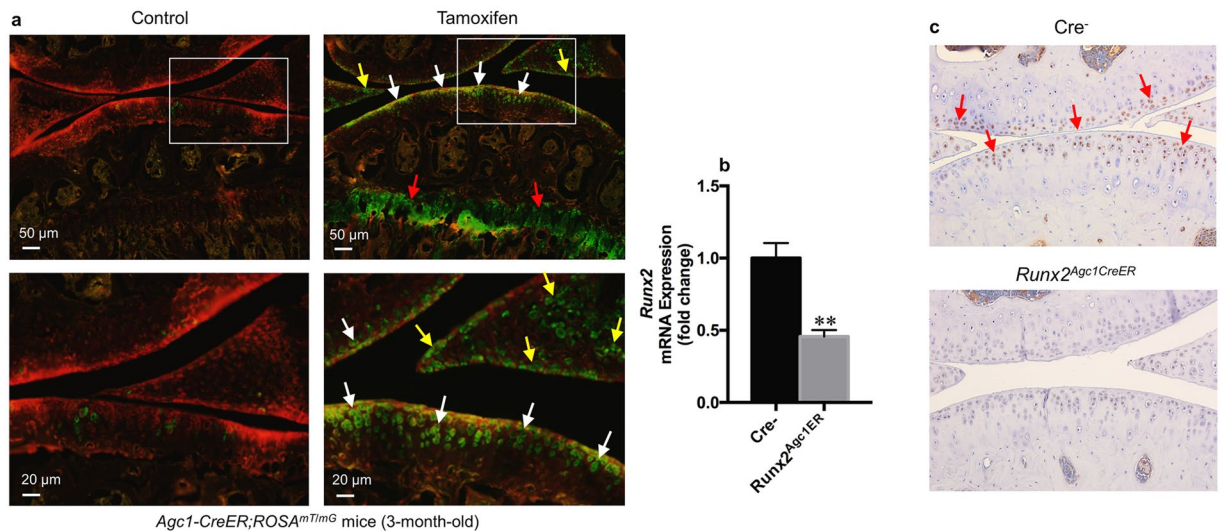 a
Control
Tamoxifen
50 µm
50 µm
20 µm
20 µm
Agc1-CreER;ROSAmT/mG mice (3-month-old)
b
Runx2
mRNA Expression
(fold change)
1.5
1.0
0.5
0.0
**
Cre-
Runx2Agc1ER
c
Cre-
Runx2Agc1CreER